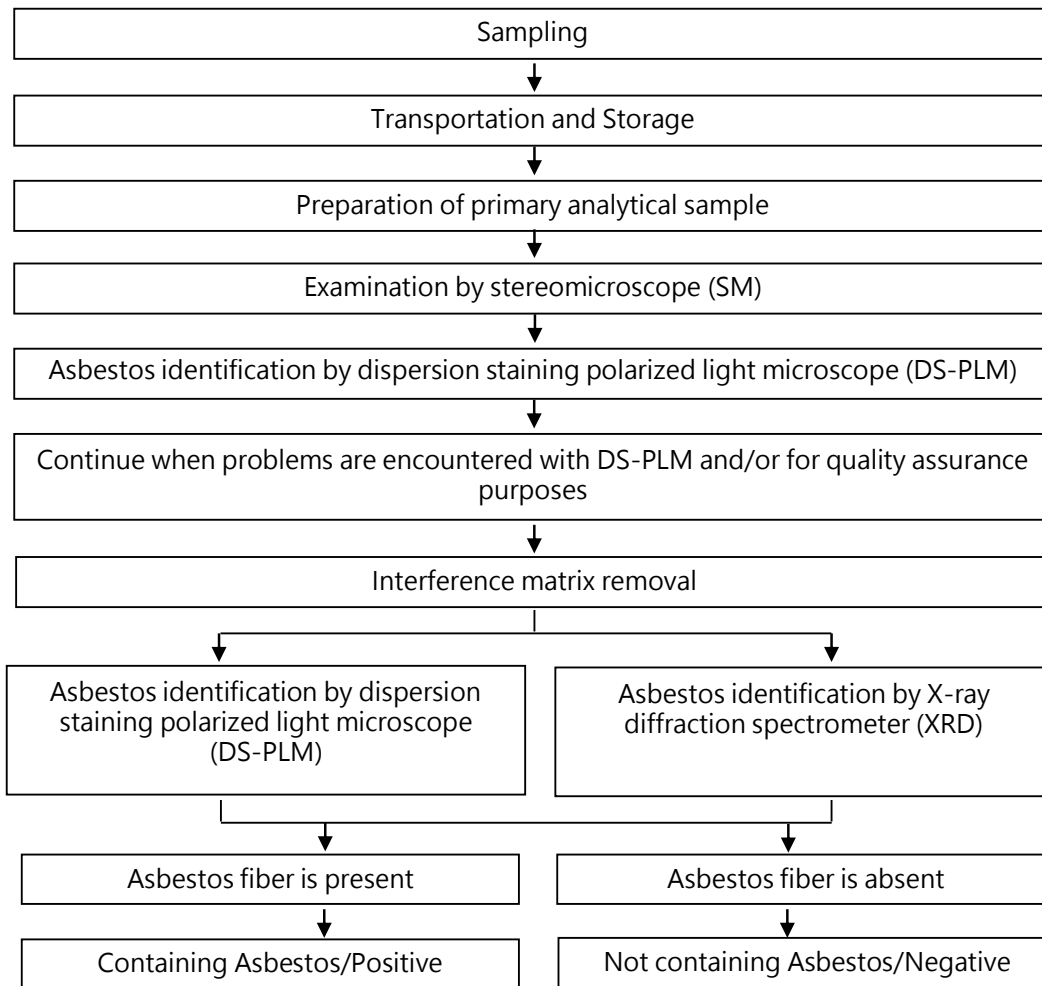 Sampling
Transportation and Storage
Preparation of primary analytical sample
Examination by stereomicroscope (SM)
Asbestos identification by dispersion staining polarized light microscope (DS-PLM)
Continue when problems are encountered with DS-PLM and/or for quality assurance
purposes
Interference matrix removal
Asbestos identification by dispersion
staining polarized light microscope
(DS-PLM)
Asbestos identification by X-ray
diffraction spectrometer (XRD)
Asbestos fiber is present
Asbestos fiber is absent
Containing Asbestos/Positive
Not containing Asbestos/Negative